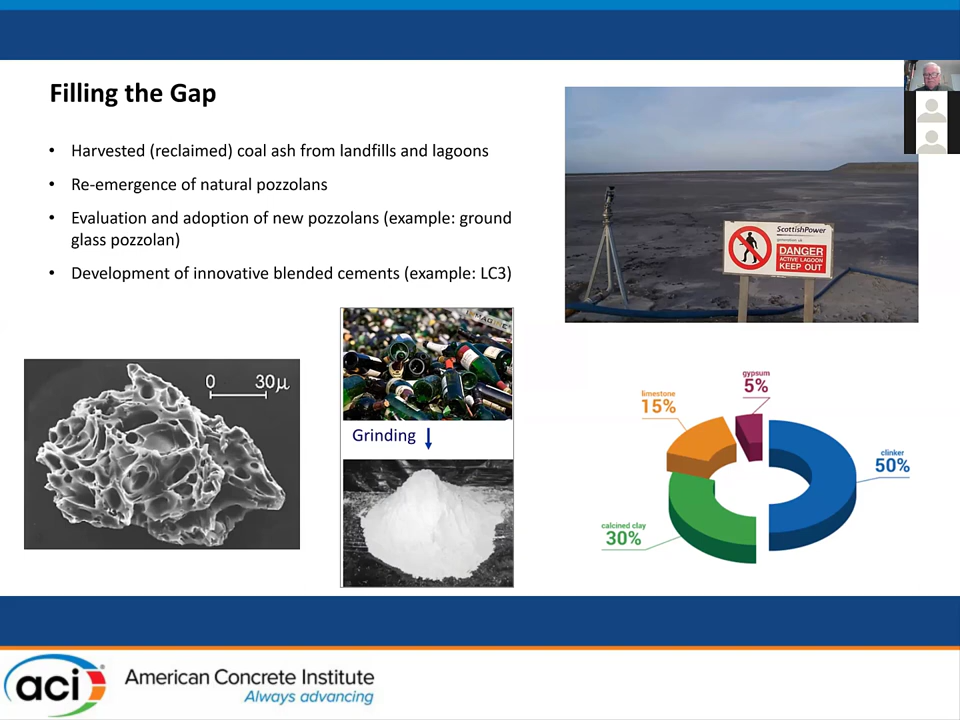 Filling the Gap
• Harvested (reclaimed) coal ash from landfills and lagoons
• Re-emergence of natural pozzolans
• Evaluation and adoption of new pozzolans (example: ground
glass pozzolan)
• Development of innovative blended cements (example: LC3)
ScottishPower
DANGER
ACTIVE LAGOON
KEEP OUT
0 30μ
Grinding
gypsum
5%
limestone
15%
clinker
50%
calcined clay
30%
aci
American Concrete Institute
Always advancing